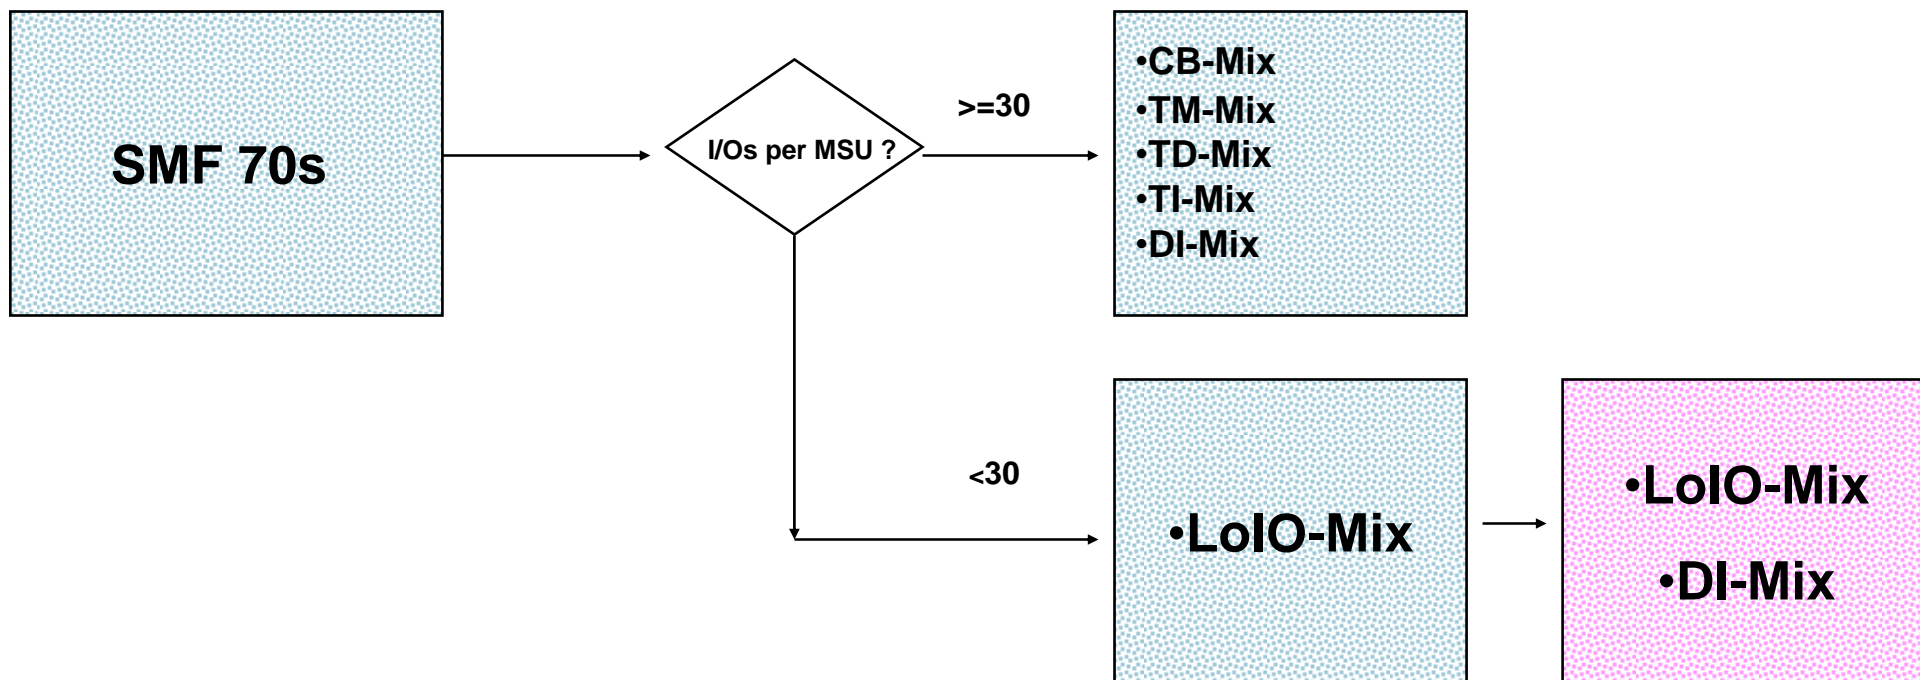 SMF 70s
I/Os per MSU ?
>=30
•CB-Mix
•TM-Mix
•TD-Mix
•TI-Mix
•DI-Mix
<30
•LoIO-Mix
•LoIO-Mix
•DI-Mix